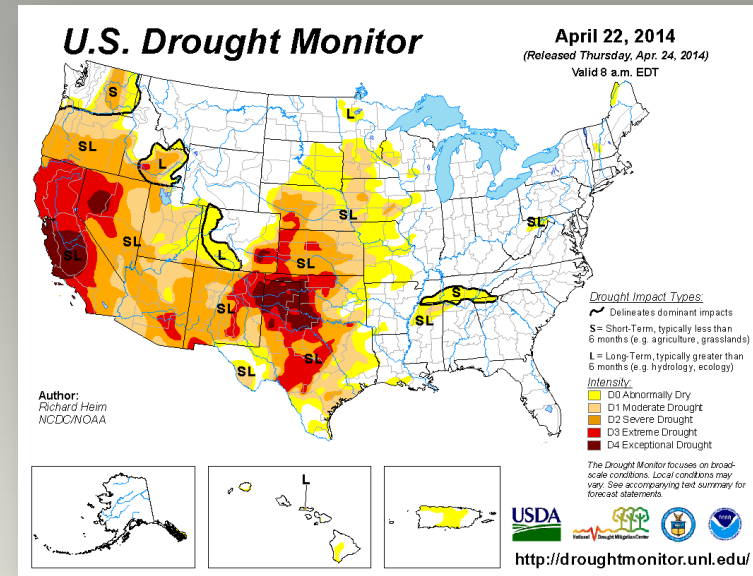 U.S. Drought Monitor
April 22, 2014
(Released Thursday, Apr. 24, 2014)
Valid 8 a.m. EDT
S
L
SL
L
SL
SL
SL
L
SL
SL
SL
SL
SL
S
SL
Author:
Richard Heim
NCDC/NOAA
Drought Impact Types:
Delineates dominant impacts
S = Short-Term, typically less than
6 months (e.g. agriculture, grasslands)
L = Long-Term, typically greater than
6 months (e.g. hydrology, ecology)
Intensity:
D0 Abnormally Dry
D1 Moderate Drought
D2 Severe Drought
D3 Extreme Drought
D4 Exceptional Drought
The Drought Monitor focuses on broad-
scale conditions. Local conditions may
vary. See accompanying text summary for
forecast statements.
L
USDA
National Drought Mitigation Center
http://droughtmonitor.unl.edu/